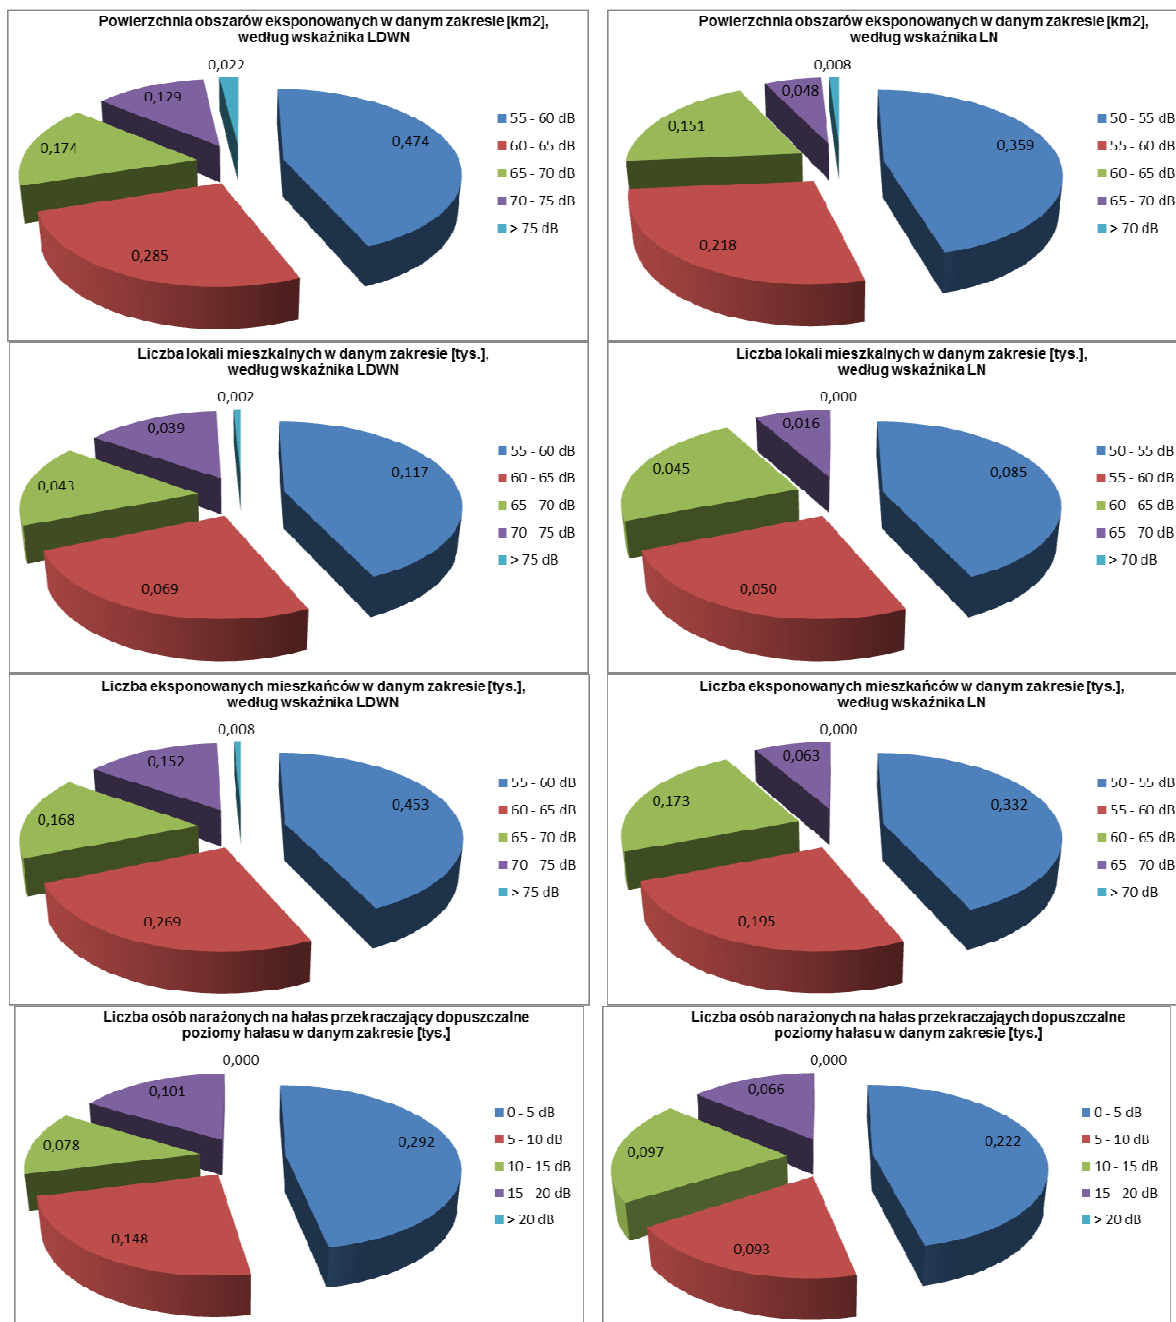 Powierzchnia obszarów eksponowanych w danym zakresie [km2],
według wskaźnika LDWN
0,022
0,129
0,174
0,474
0,285
55 - 60 dB
60 - 65 dB
65 - 70 dB
70 - 75 dB
> 75 dB
Powierzchnia obszarów eksponowanych w danym zakresie [km2],
według wskaźnika LN
0,008
0,048
0,151
0,359
0,218
50 - 55 dB
55 - 60 dB
60 - 65 dB
65 - 70 dB
> 70 dB
Liczba lokali mieszkalnych w danym zakresie [tys.],
według wskaźnika LDWN
0,002
0,039
0,043
0,117
0,069
55 - 60 dB
60 - 65 dB
65 70 dB
70 75 dB
> 75 dB
Liczba lokali mieszkalnych w danym zakresie [tys.],
według wskaźnika LN
0,000
0,016
0,045
0,085
0,050
50 - 55 dB
55 - 60 dB
60 65 dB
65 70 dB
> 70 dB
Liczba eksponowanych mieszkańców w danym zakresie [tys.],
według wskaźnika LDWN
0,008
0,152
0,168
0,453
0,269
55 - 60 dB
60 - 65 dB
65 - 70 dB
70 75 dB
> 75 dB
Liczba eksponowanych mieszkańców w danym zakresie [tys.],
według wskaźnika LN
0,000
0,063
0,173
0,332
0,195
50 - 55 dB
55 - 60 dB
60 - 65 dB
65 70 dB
> 70 dB
Liczba osób narażonych na hałas przekraczający dopuszczalne
poziomy hałasu w danym zakresie [tys.]
0,000
0,101
0,078
0,292
0,148
0 - 5 dB
5 - 10 dB
10 - 15 dB
15 20 dB
> 20 dB
Liczba osób narażonych na hałas przekraczających dopuszczalne
poziomy hałasu w danym zakresie [tys.]
0,000
0,066
0,097
0,222
0,093
0 - 5 dB
5 - 10 dB
10 - 15 dB
15 20 dB
> 20 dB